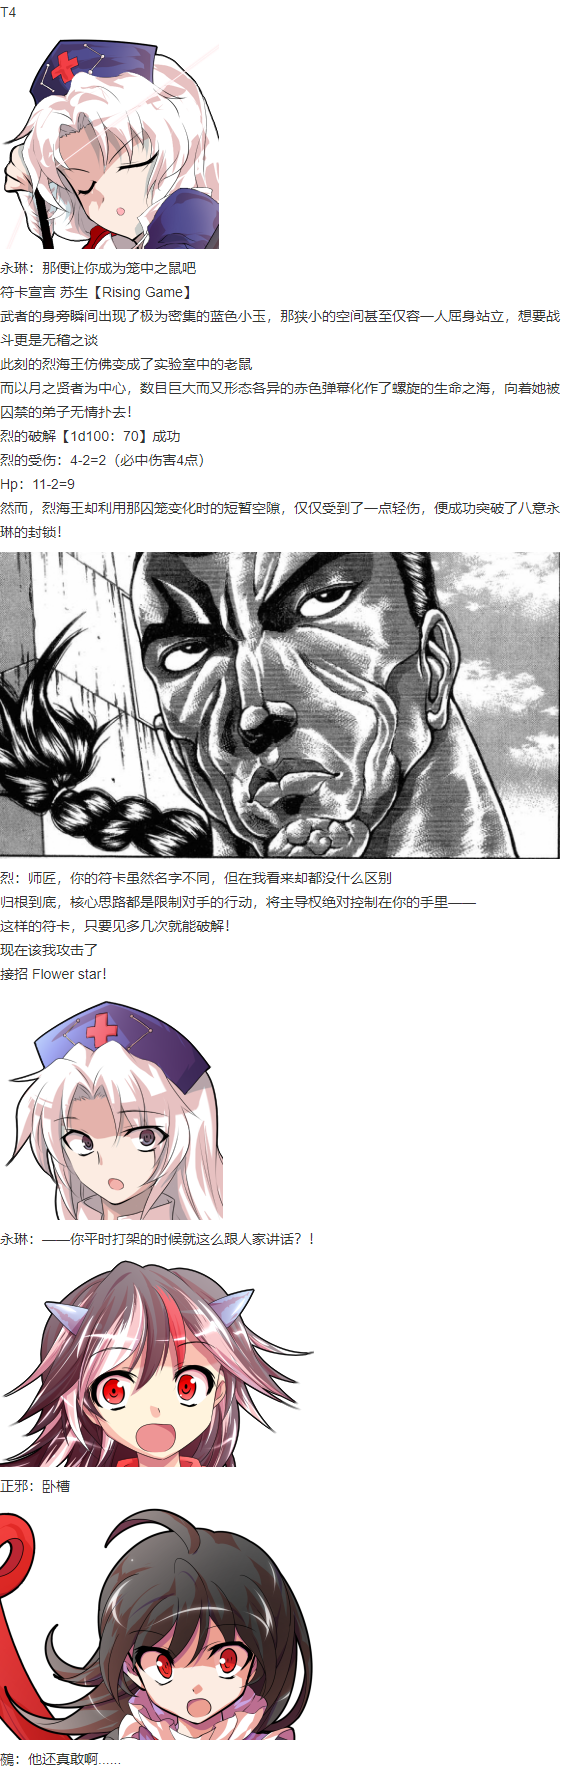 T4
永琳：那便让你成为笼中之鼠吧
符卡宣言 苏生【Rising Game】
武者的身旁瞬间出现了极为密集的蓝色小玉，那狭小的空间甚至仅容一人屈身站立，想要战
斗更是无稽之谈
此刻的烈海王仿佛变成了实验室中的老鼠
而以月之贤者为中心，数目巨大而又形态各异的赤色弹幕化作了螺旋的生命之海，向着她被
囚禁的弟子无情扑去！
烈的破解【1d100：70】成功
烈的受伤：4-2=2（必中伤害4点）
Hp：11-2=9
然而，烈海王却利用那囚笼变化时的短暂空隙，仅仅受到了一点轻伤，便成功突破了八意永
琳的封锁！
烈：师匠，你的符卡虽然名字不同，但在我看来却都没什么区别
归根到底，核心思路都是限制对手的行动，将主导权绝对控制在你的手里——
这样的符卡，只要见多几次就能破解！
现在该我攻击了
接招 Flower star！
永琳：——你平时打架的时候就这么跟人家讲话？！
正邪：卧槽
鵺：他还真敢啊......